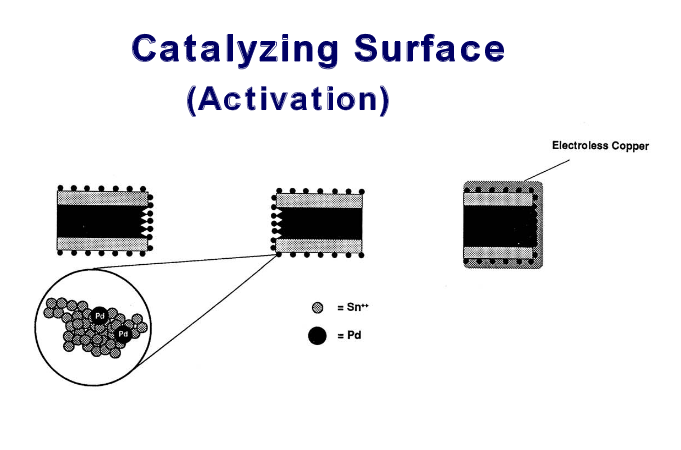 Catalyzing Surface
(Activation)
Electroless Copper
= Sn++
= Pd
Pd
Pd